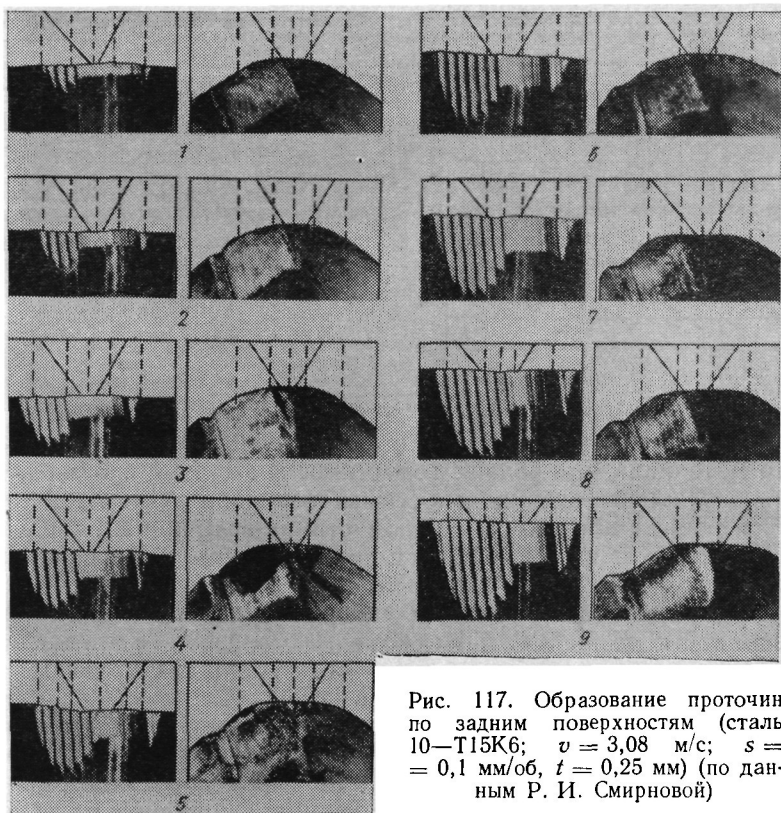 1
6
2
7
3
8
4
9
5
Рис. 117. Образование проточин
по задним поверхностям (сталь
10—Т15К6; v = 3,08 м/с; s =
= 0,1 мм/об, t = 0,25 мм) (по дан-
ным Р. И. Смирновой)